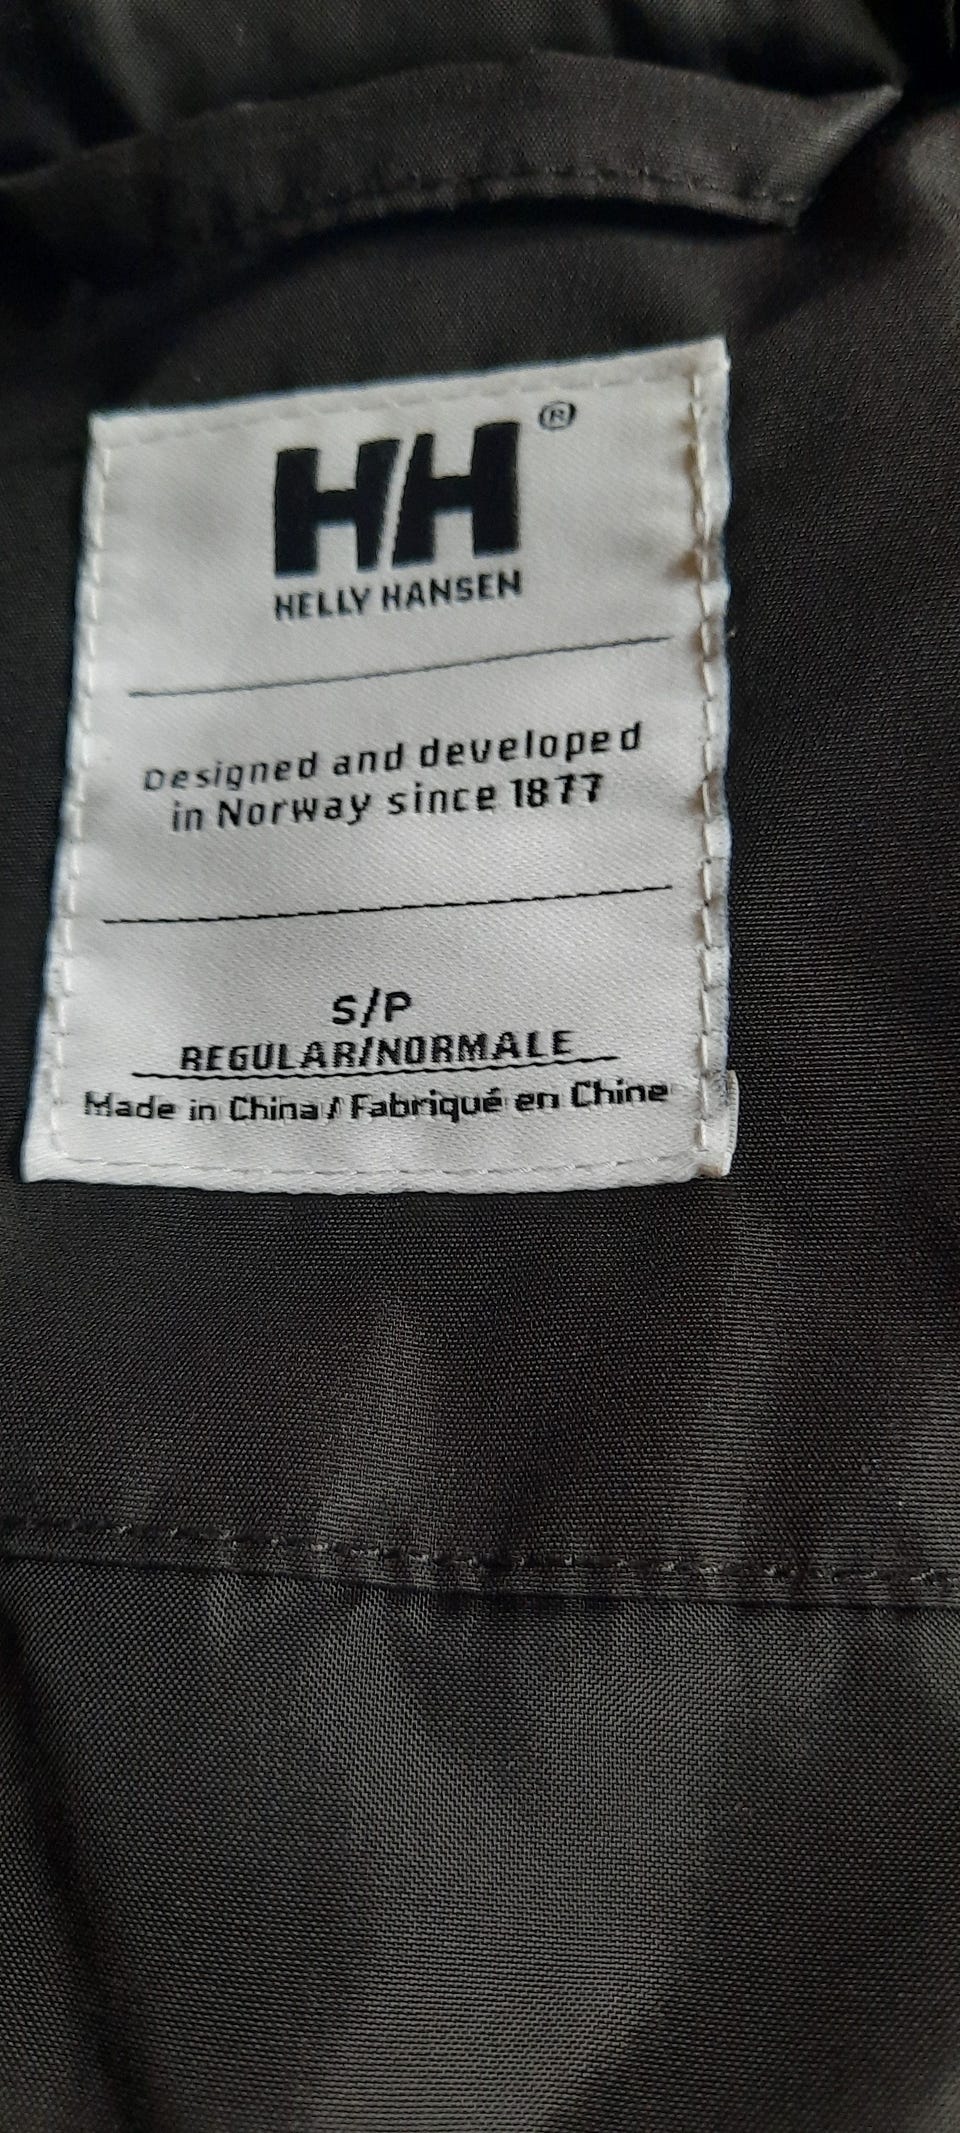 HH®
HELLY HANSEN
Designed and developed
in Norway since 1877
S/P
REGULAR/NORMALE
Made in China / Fabriqué en Chine